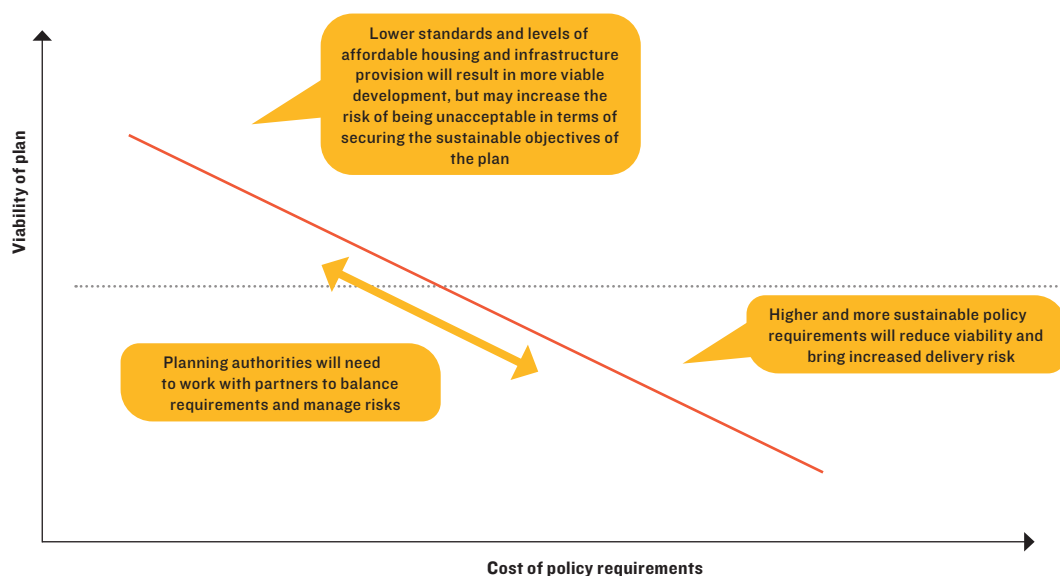 Lower standards and levels of
affordable housing and infrastructure
provision will result in more viable
development, but may increase the
risk of being unacceptable in terms of
securing the sustainable objectives of
the plan
Viability of plan
Higher and more sustainable policy
requirements will reduce viability and
bring increased delivery risk
Planning authorities will need
to work with partners to balance
requirements and manage risks
Cost of policy requirements